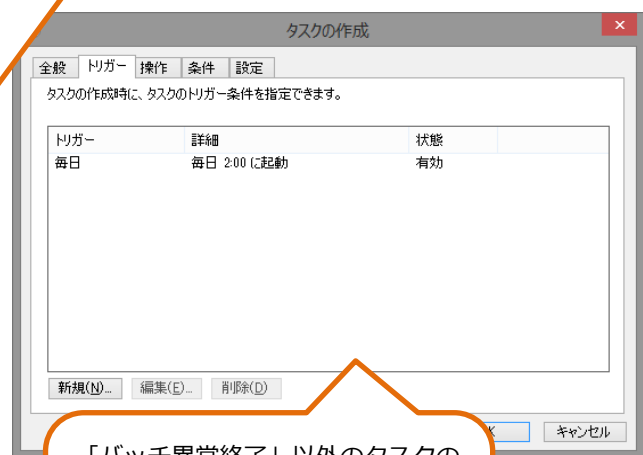 タスクの作成
全般 トリガー 操作 条件 設定
タスクの作成時に、タスクのトリガー条件を指定できます。
トリガー 詳細 状態
毎日 毎日 2:00 に起動 有効
新規(N)... 編集(E)... 削除(D)
K キャンセル
「バッチ異常終了」以外のタスクの